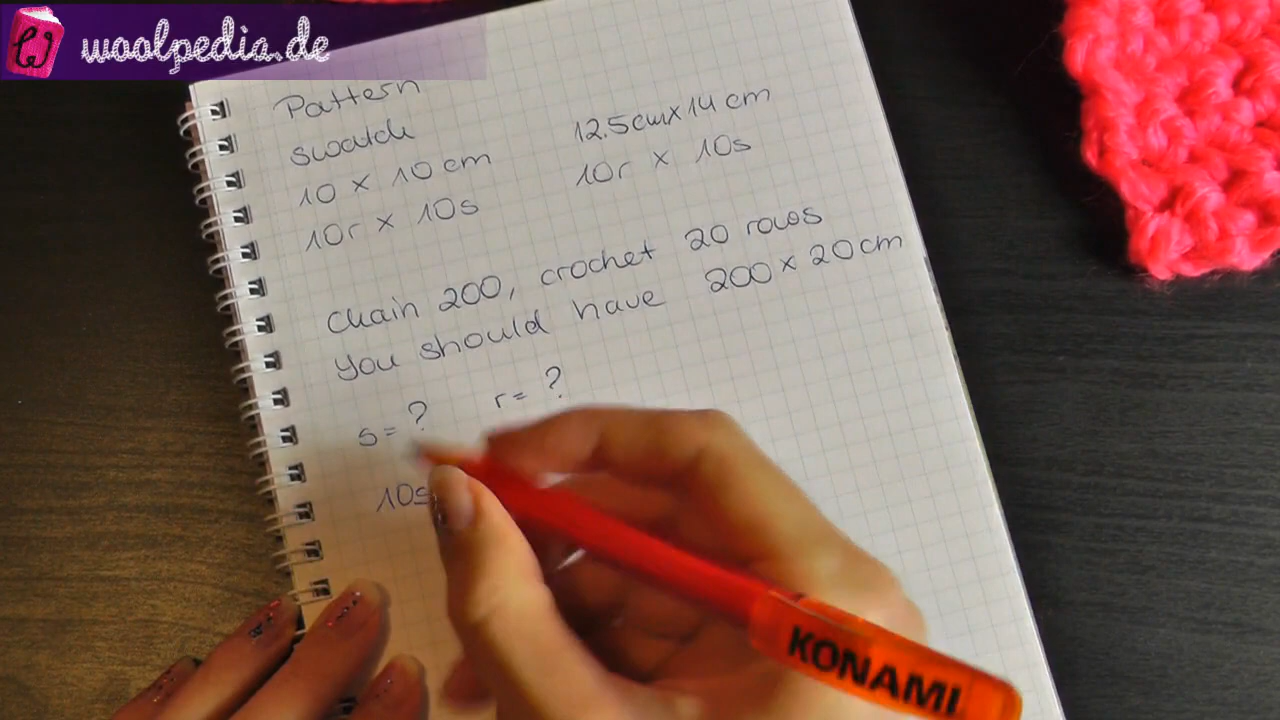 woolpedia.de
Pattern
swatch
10 x 10 cm
10r x 10s
12.5cm x 14 cm
10r x 10s
Chain 200, crochet 20 rows
You should have 200 x 20 cm
s = ? r = ?
10s
KONAMI